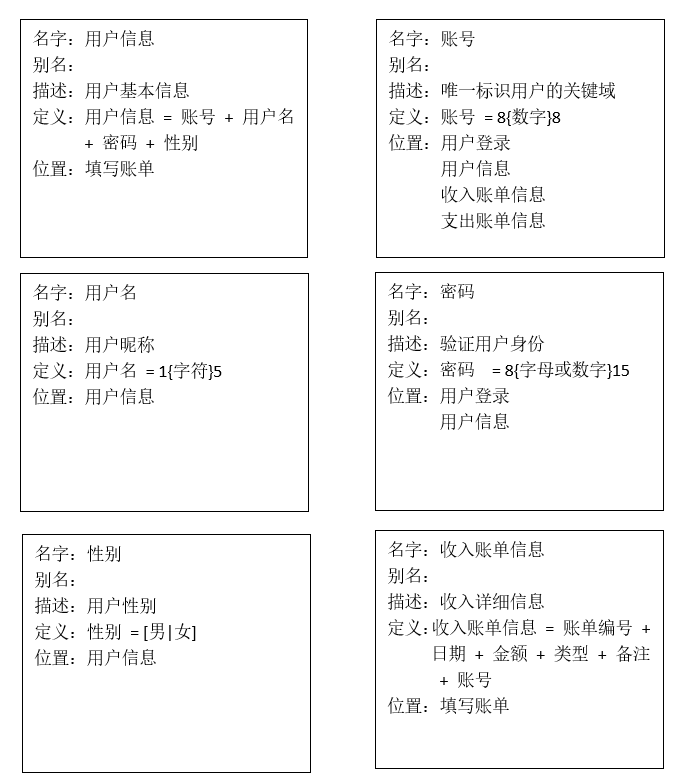 名字：用户信息
别名：
描述：用户基本信息
定义：用户信息 = 账号 + 用户名
+ 密码 + 性别
位置：填写账单
名字：账号
别名：
描述：唯一标识用户的关键域
定义：账号 = 8{数字}8
位置：用户登录
用户信息
收入账单信息
支出账单信息
名字：用户名
别名：
描述：用户昵称
定义：用户名 = 1{字符}5
位置：用户信息
名字：密码
别名：
描述：验证用户身份
定义：密码 = 8{字母或数字}15
位置：用户登录
用户信息
名字：性别
别名：
描述：用户性别
定义：性别 = [男|女]
位置：用户信息
名字：收入账单信息
别名：
描述：收入详细信息
定义：收入账单信息 = 账单编号 +
日期 + 金额 + 类型 + 备注
+ 账号
位置：填写账单